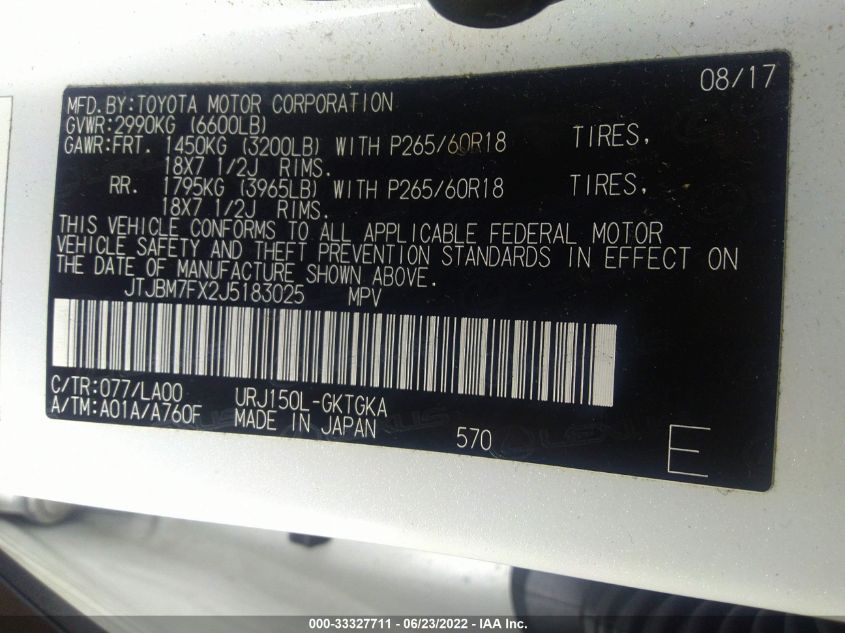 08/17
MFD. BY: TOYOTA MOTOR CORPORATION
GVWR: 2990KG (6600LB)
GAWR: FRT. 1450KG (3200LB) WITH P265/60R18 TIRES,
18X7 1/2J RIMS.
RR. 1795KG (3965LB) WITH P265/60R18 TIRES,
18X7 1/2J RIMS.
THIS VEHICLE CONFORMS TO ALL APPLICABLE FEDERAL MOTOR
VEHICLE SAFETY AND THEFT PREVENTION STANDARDS IN EFFECT ON
THE DATE OF MANUFACTURE SHOWN ABOVE.
JTJBM7FX2J5183025 MPV
C/TR: 077/LA00 URJ150L-GKTGKA
A/TM: A01A/A760F MADE IN JAPAN 570 E
LEXUS
000-33327711 - 06/23/2022 - IAA Inc.